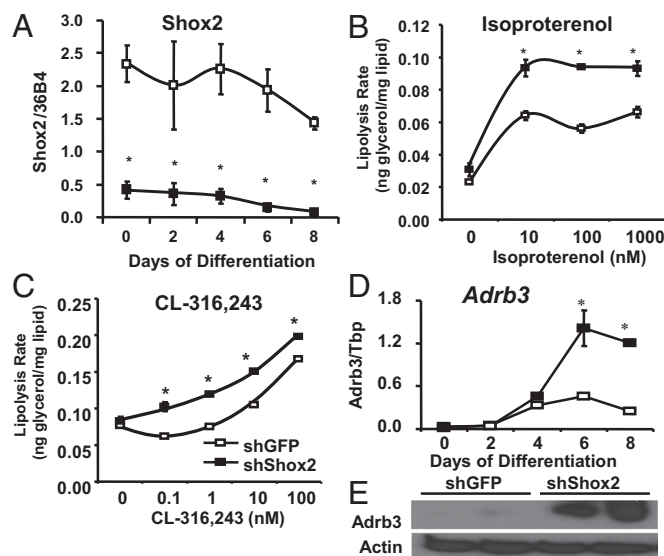 A
Shox2
Shox2/36B4
3.0
2.5
2.0
1.5
1.0
0.5
0.0
* * * * *
0 2 4 6 8
Days of Differentiation
B
Isoproterenol
Lipolysis Rate
(ng glycerol/mg lipid)
0.12
0.10
0.08
0.06
0.04
0.02
0.00
* * *
0 10 100 1000
Isoproterenol (nM)
C
CL-316,243
Lipolysis Rate
(ng glycerol/mg lipid)
0.25
0.20
0.15
0.10
0.05
0.00
* * * *
shGFP
shShox2
0 0.1 1 10 100
CL-316,243 (nM)
D
Adrb3
Adrb3/Tbp
1.8
1.2
0.6
0.0
* *
0 2 4 6 8
Days of Differentiation
E
shGFP shShox2
Adrb3
Actin